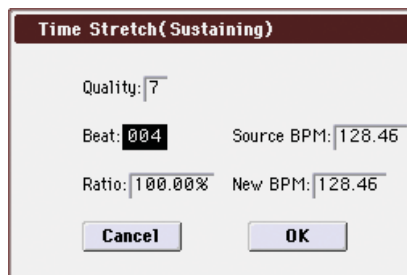 Time Stretch(Sustaining)
Quality: 7
Beat: 004 Source BPM: 128.46
Ratio: 100.00% New BPM: 128.46
Cancel OK